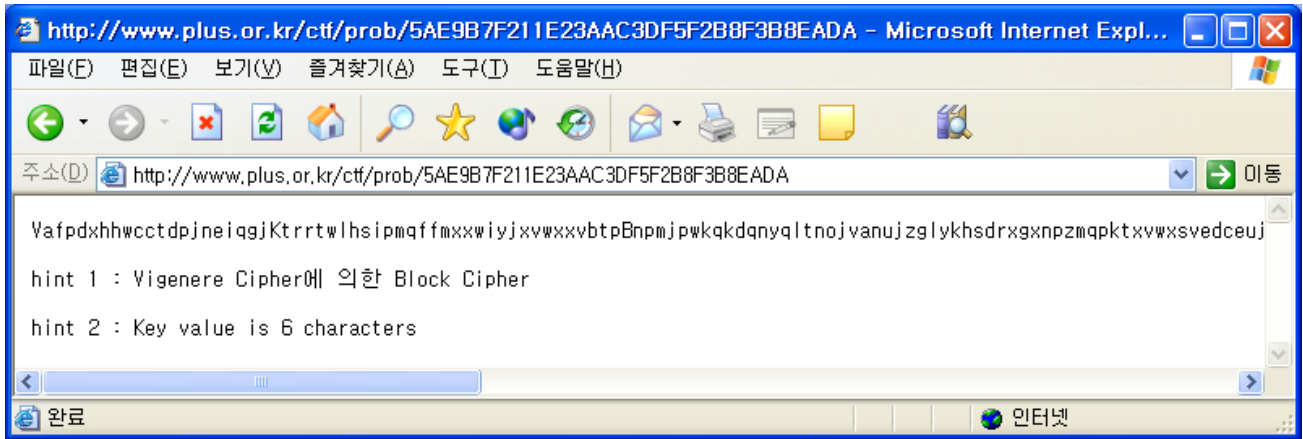 http://www.plus.or.kr/ctf/prob/5AE9B7F211E23AAC3DF5F2B8F3B8EADA - Microsoft Internet Expl...
파일(F) 편집(E) 보기(V) 즐겨찾기(A) 도구(T) 도움말(H)
주소(D) http://www.plus.or.kr/ctf/prob/5AE9B7F211E23AAC3DF5F2B8F3B8EADA 이동
VafpdxhhwcctdpjneiqgjKtrrtwlhsipmqffmxxwiyjxvwxxvbtpBnpmjpwkqkdqnyqltnojvanujzglykhsdrxgxnpzmqpktxvwxsvedceuj
hint 1 : Vigenere Cipher에 의한 Block Cipher
hint 2 : Key value is 6 characters
완료 인터넷